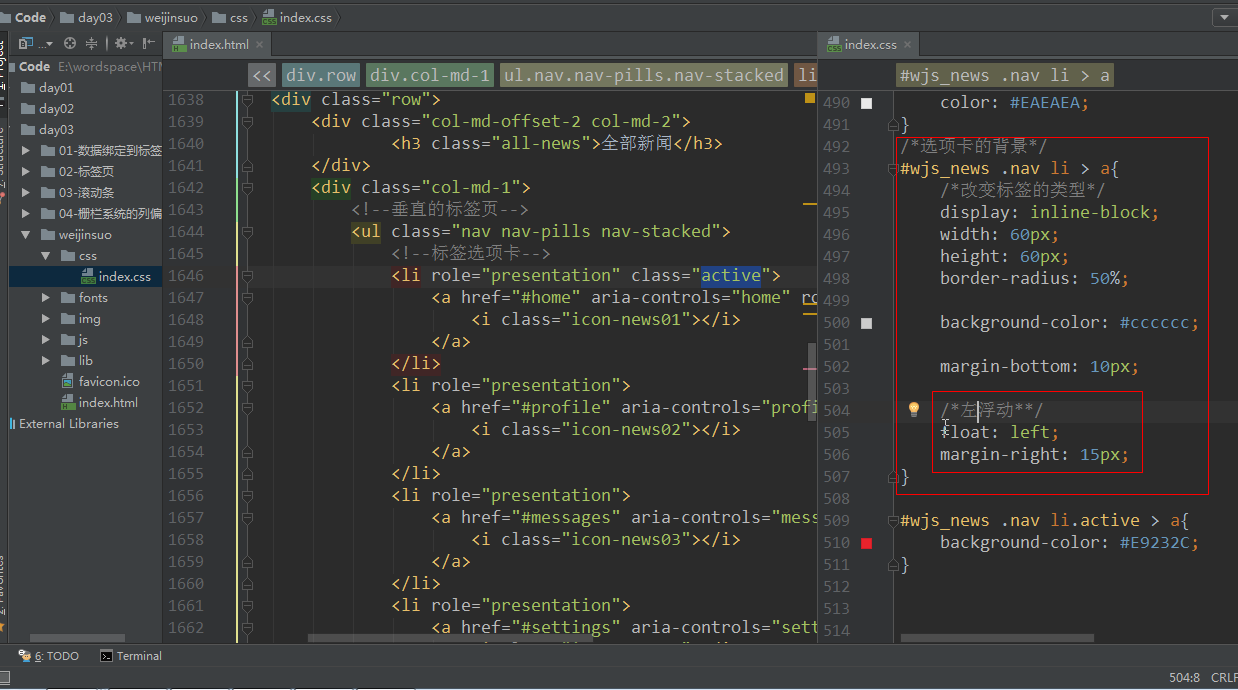 Code day03 weijinsuo css index.css
index.html index.css
Code E:\wordspace\HTM
day01
day02
day03
01-数据绑定到标签
02-标签页
03-滚动条
04-栅栏系统的列偏
weijinsuo
css
index.css
fonts
img
js
lib
favicon.ico
index.html
External Libraries
<< div.row div.col-md-1 ul.nav.nav-pills.nav-stacked li
1638 <div class="row">
1639 <div class="col-md-offset-2 col-md-2">
1640 <h3 class="all-news">全部新闻</h3>
1641 </div>
1642 <div class="col-md-1">
1643 <!--垂直的标签页-->
1644 <ul class="nav nav-pills nav-stacked">
1645 <!--标签选项卡-->
1646 <li role="presentation" class="active">
1647 <a href="#home" aria-controls="home" ro
1648 <i class="icon-news01"></i>
1649 </a>
1650 </li>
1651 <li role="presentation">
1652 <a href="#profile" aria-controls="profi
1653 <i class="icon-news02"></i>
1654 </a>
1655 </li>
1656 <li role="presentation">
1657 <a href="#messages" aria-controls="mess
1658 <i class="icon-news03"></i>
1659 </a>
1660 </li>
1661 <li role="presentation">
1662 <a href="#settings" aria-controls="sett
#wjs_news .nav li > a
490 color: #EAEAEA;
491 }
492 /*选项卡的背景*/
493 #wjs_news .nav li > a{
494 /*改变标签的类型*/
495 display: inline-block;
496 width: 60px;
497 height: 60px;
498 border-radius: 50%;
499
500 background-color: #cccccc;
501
502 margin-bottom: 10px;
503
504 /*左浮动**/
505 float: left;
506 margin-right: 15px;
507 }
508
509 #wjs_news .nav li.active > a{
510 background-color: #E9232C;
511 }
512
513
514
6: TODO Terminal
504:8 CRLF